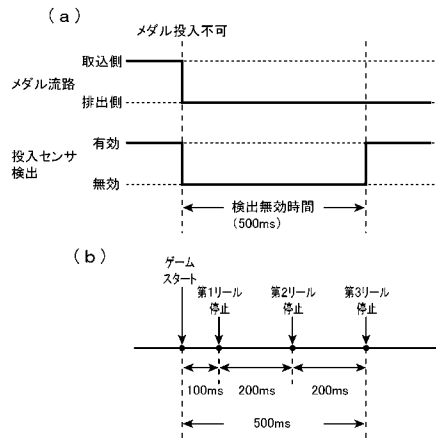 (a)
メダル投入不可
取込側
メダル流路
排出側
有効
投入センサ
検出
無効
検出無効時間
(500ms)
(b)
ゲーム
スタート
第1リール
停止
第2リール
停止
第3リール
停止
100ms
200ms
200ms
500ms